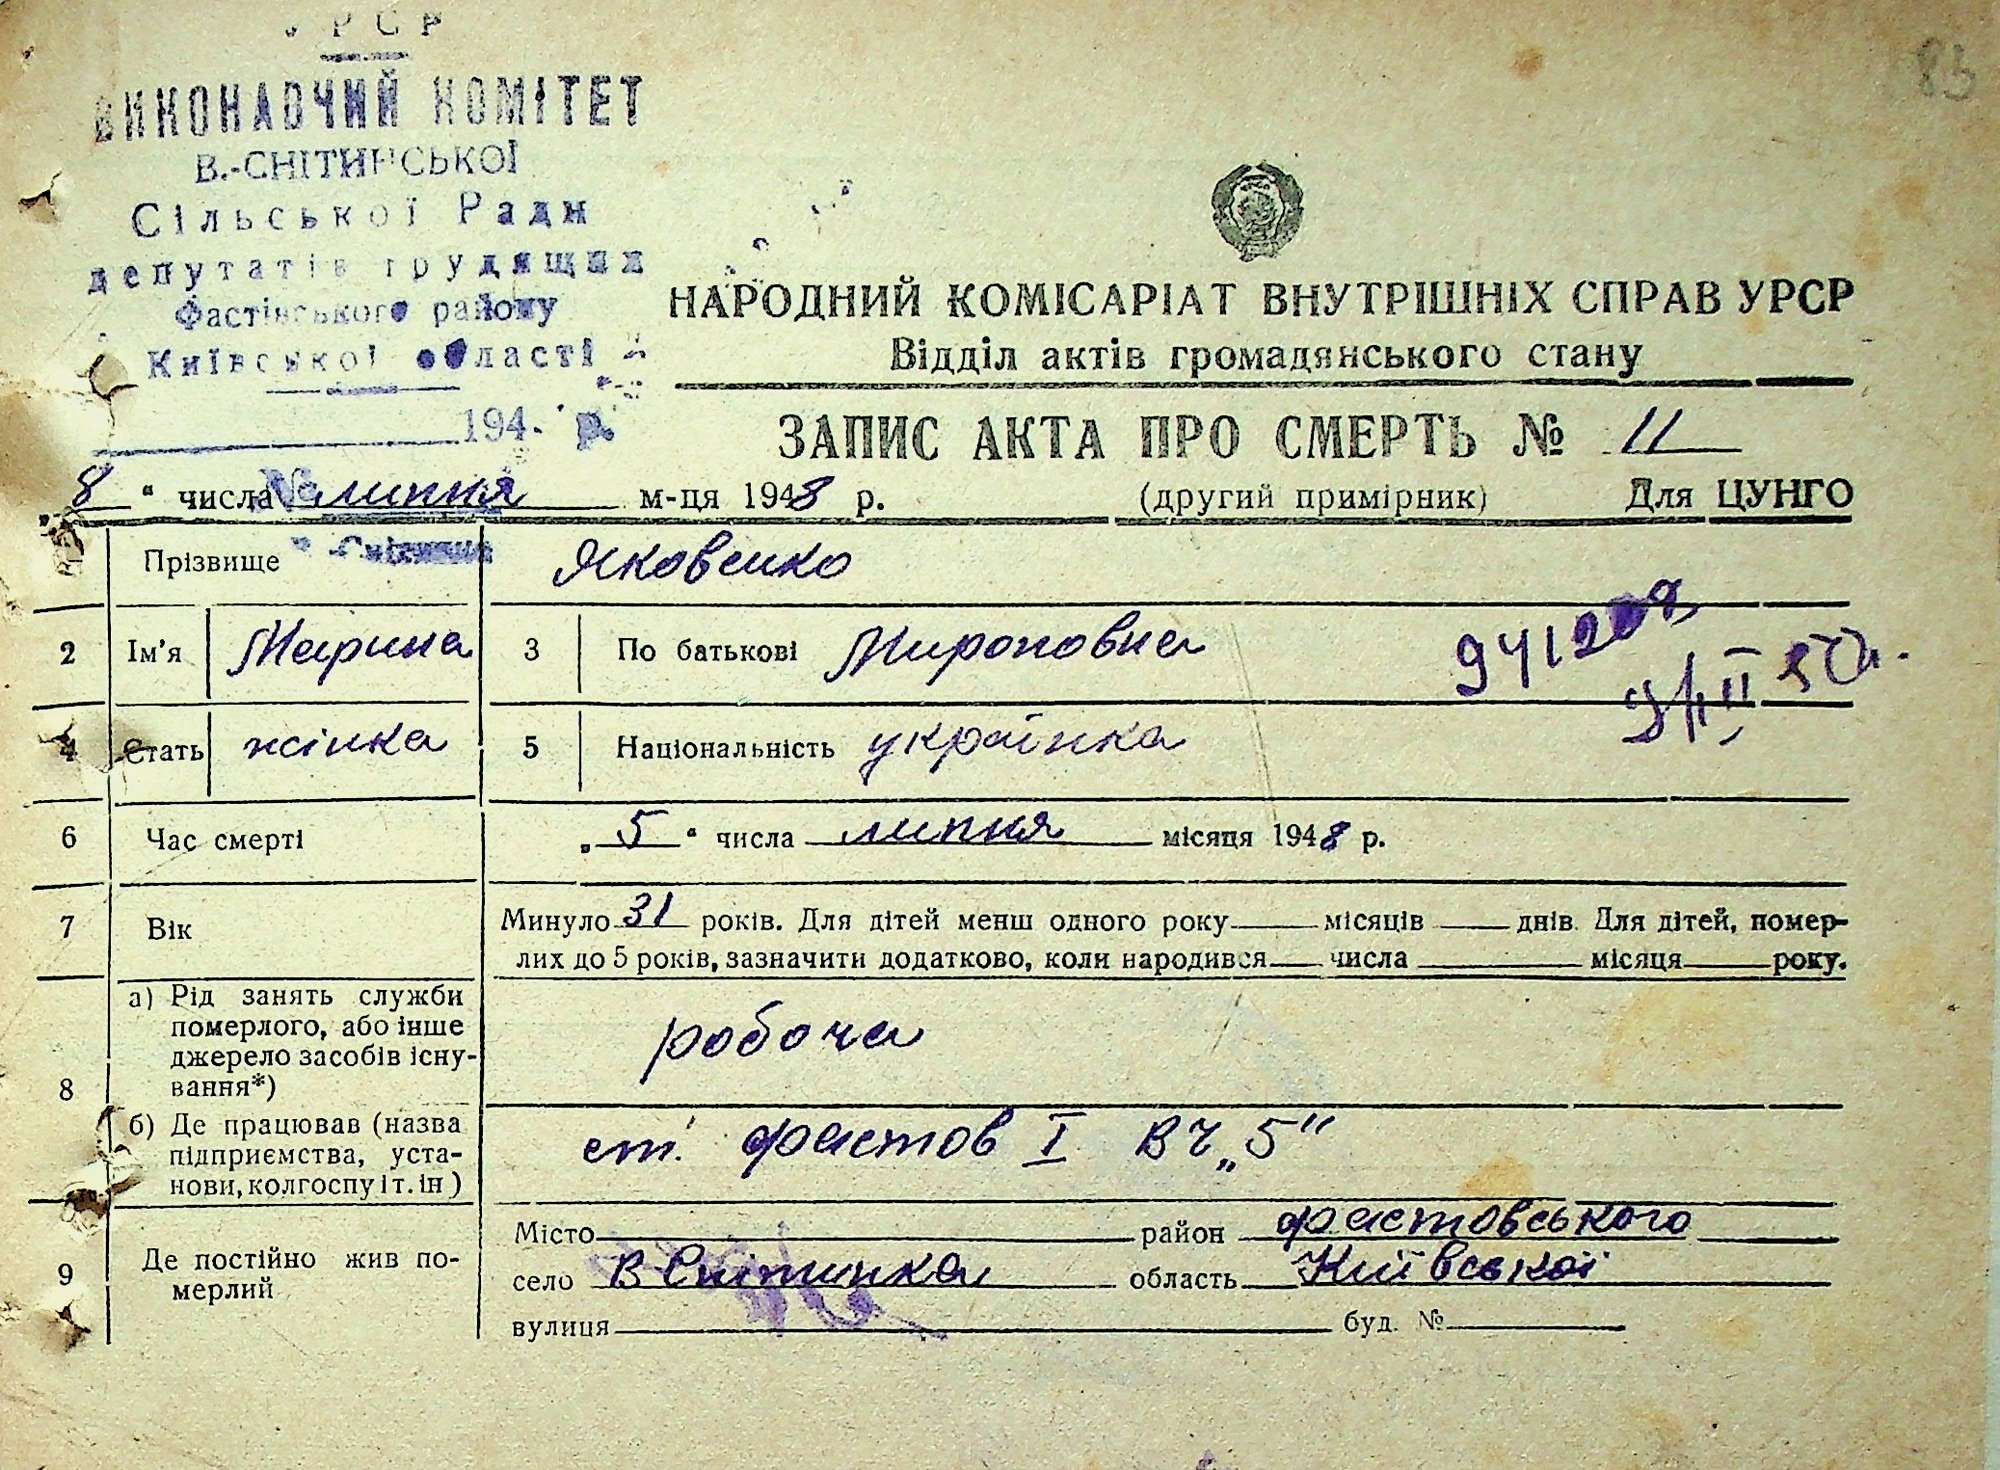 УРСР
83
ВИКОНАВЧИЙ КОМІТЕТ
В.-СНІТИНСЬКОЇ
Сільської Ради
депутатів трудящих
Фастівського району
Київської області
194 р.
НАРОДНИЙ КОМІСАРІАТ ВНУТРІШНІХ СПРАВ УРСР
Відділ актів громадянського стану
ЗАПИС АКТА ПРО СМЕРТЬ № 11
„8“ числа липня м-ця 1948 р. (другий примірник) Для ЦУНГО
Прізвище Яковенко
2 Ім'я Марина 3 По батькові Мироновна
4 Стать жінка 5 Національність українка
6 Час смерті „5“ числа липня місяця 1948 р.
7 Вік Минуло 31 років. Для дітей менш одного року місяців днів. Для дітей, помер-
лих до 5 років, зазначити додатково, коли народився числа місяця року.
8 а) Рід занять служби
померлого, або інше
джерело засобів існу-
вання*)
робоча
б) Де працював (назва
підприємства, уста-
нови, колгоспу і т. ін)
ст. Фастов I ВЧ „5"
9 Де постійно жив по-
мерлий
Місто район Фастовського
село В Снітинка область Київської
вулиця буд. №